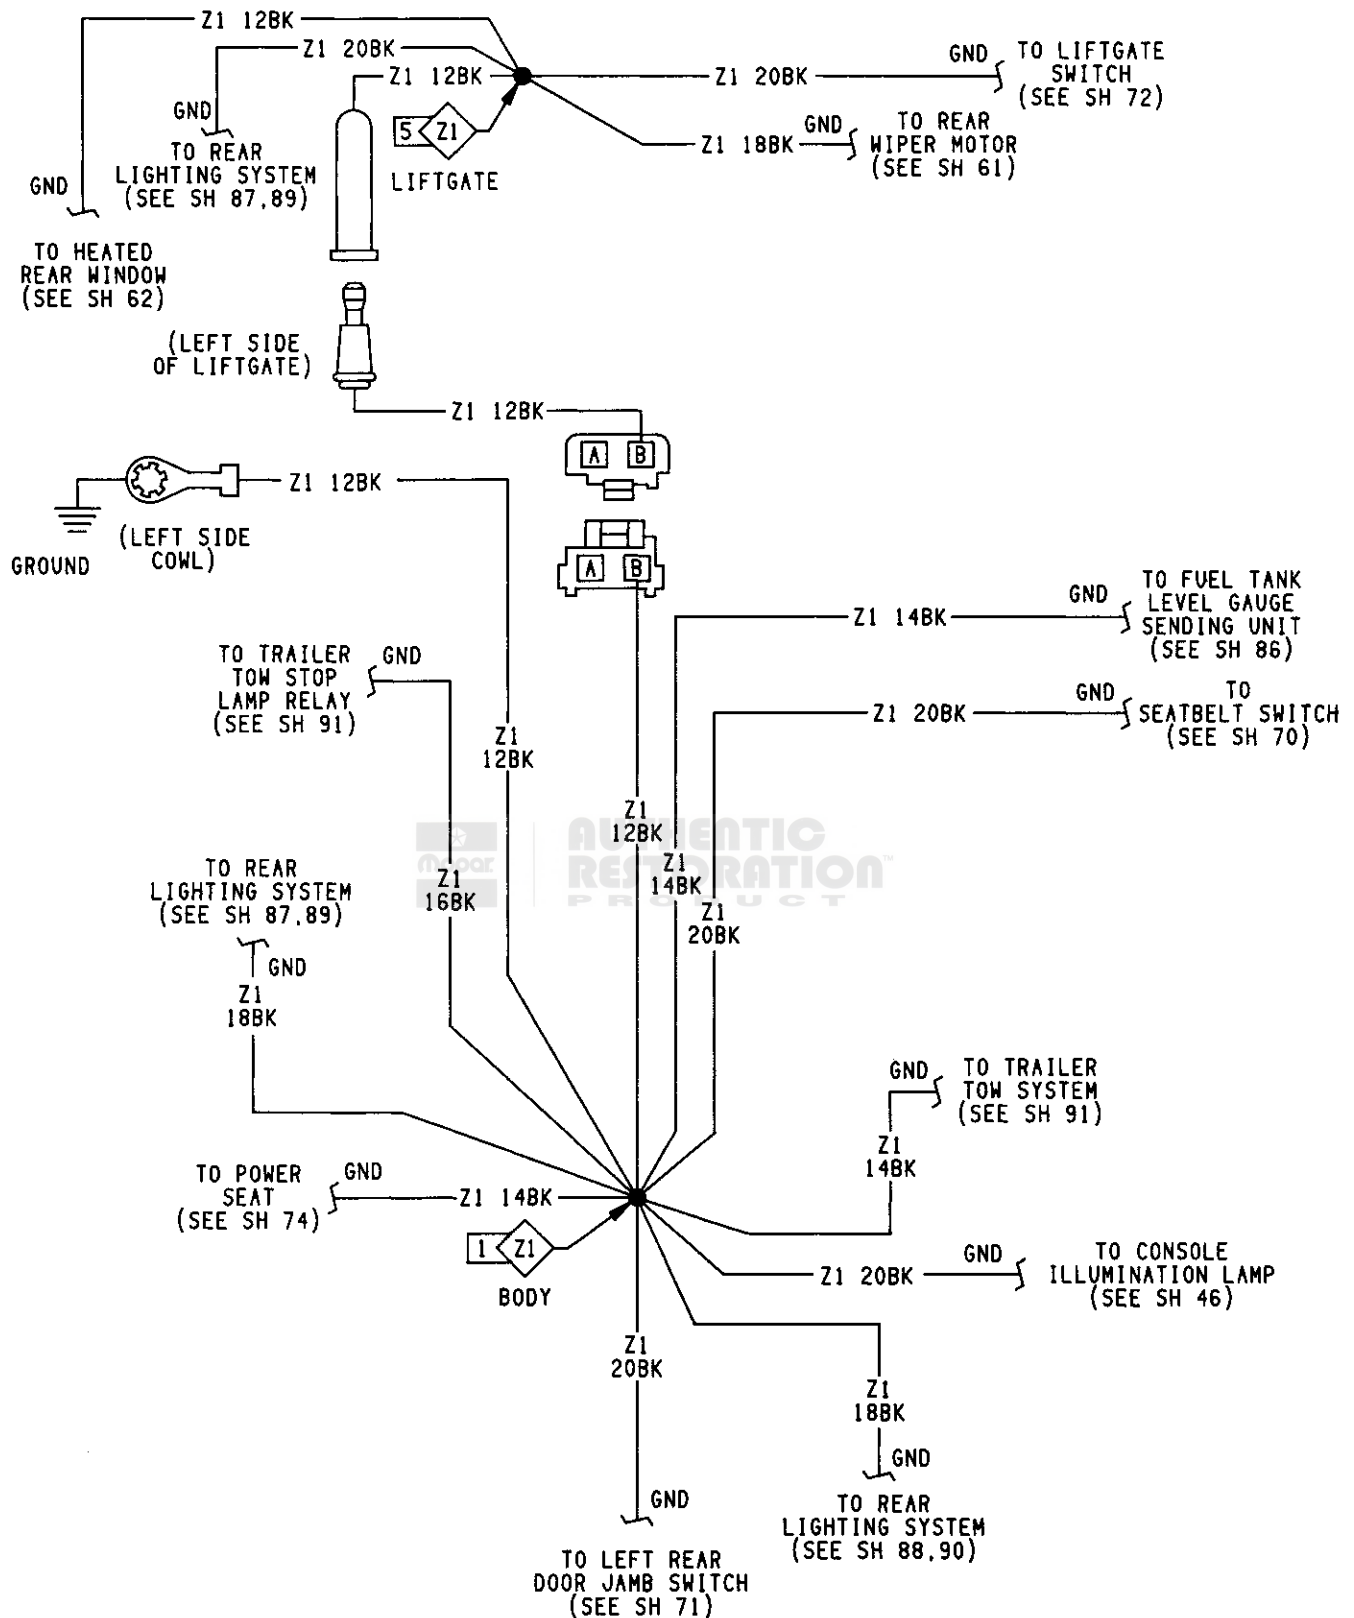 Z1 12BK
Z1 20BK
Z1 12BK
Z1 20BK
GND
TO LIFTGATE
SWITCH
(SEE SH 72)
GND
TO REAR
LIGHTING SYSTEM
(SEE SH 87,89)
5 Z1
LIFTGATE
Z1 18BK
GND
TO REAR
WIPER MOTOR
(SEE SH 61)
GND
TO HEATED
REAR WINDOW
(SEE SH 62)
(LEFT SIDE
OF LIFTGATE)
Z1 12BK
A B
Z1 12BK
(LEFT SIDE
COWL)
GROUND
A B
Z1 14BK
GND
TO FUEL TANK
LEVEL GAUGE
SENDING UNIT
(SEE SH 86)
TO TRAILER
TOW STOP
LAMP RELAY
(SEE SH 91)
GND
Z1 20BK
GND
TO
SEATBELT SWITCH
(SEE SH 70)
Z1
12BK
Z1
12BK
Z1
14BK
Z1
16BK
Z1
20BK
Mopar
AUTHENTIC
RESTORATION™
PRODUCT
TO REAR
LIGHTING SYSTEM
(SEE SH 87,89)
GND
Z1
18BK
GND
TO TRAILER
TOW SYSTEM
(SEE SH 91)
Z1
14BK
TO POWER
SEAT
(SEE SH 74)
GND
Z1 14BK
1 Z1
BODY
Z1 20BK
GND
TO CONSOLE
ILLUMINATION LAMP
(SEE SH 46)
Z1
20BK
Z1
18BK
GND
TO REAR
LIGHTING SYSTEM
(SEE SH 88,90)
GND
TO LEFT REAR
DOOR JAMB SWITCH
(SEE SH 71)